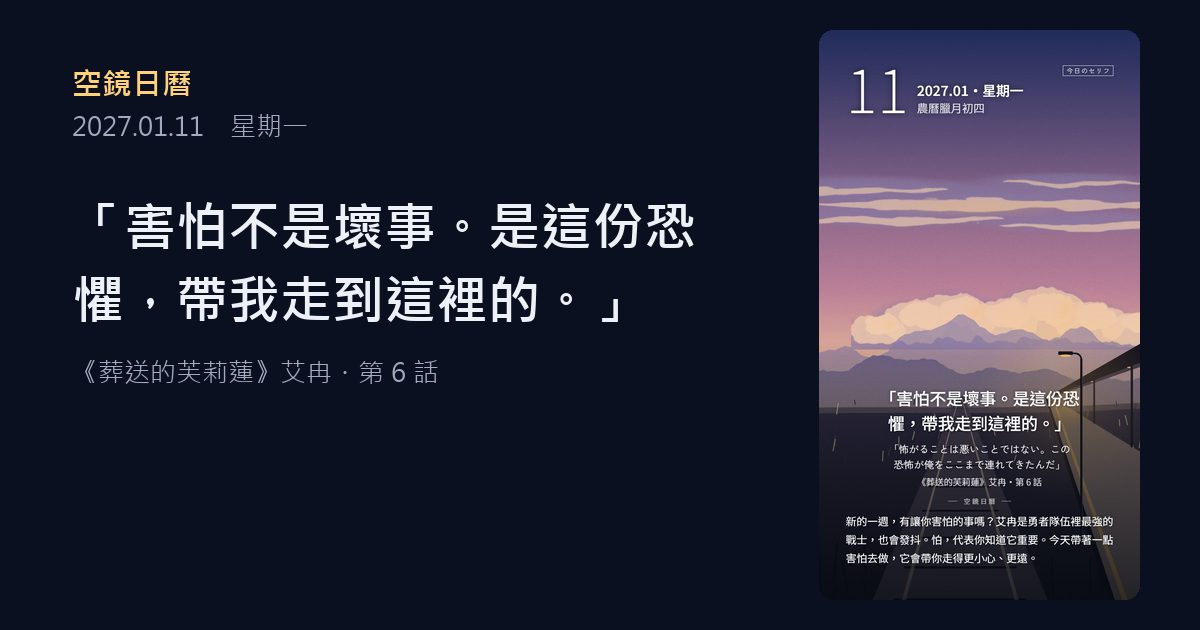 空鏡日曆
2027.01.11　星期一
「害怕不是壞事。是這份恐
懼，帶我走到這裡的。」
《葬送的芙莉蓮》艾冉・第 6 話
11
2027.01・星期一
農曆臘月初四
今日のセリフ
「害怕不是壞事。是這份恐
懼，帶我走到這裡的。」
「怖がることは悪いことではない。この
恐怖が俺をここまで連れてきたんだ」
《葬送的芙莉蓮》艾冉・第 6 話
— 空鏡日曆 —
新的一週，有讓你害怕的事嗎？艾冉是勇者隊伍裡最強的
戰士，也會發抖。怕，代表你知道它重要。今天帶著一點
害怕去做，它會帶你走得更小心、更遠。